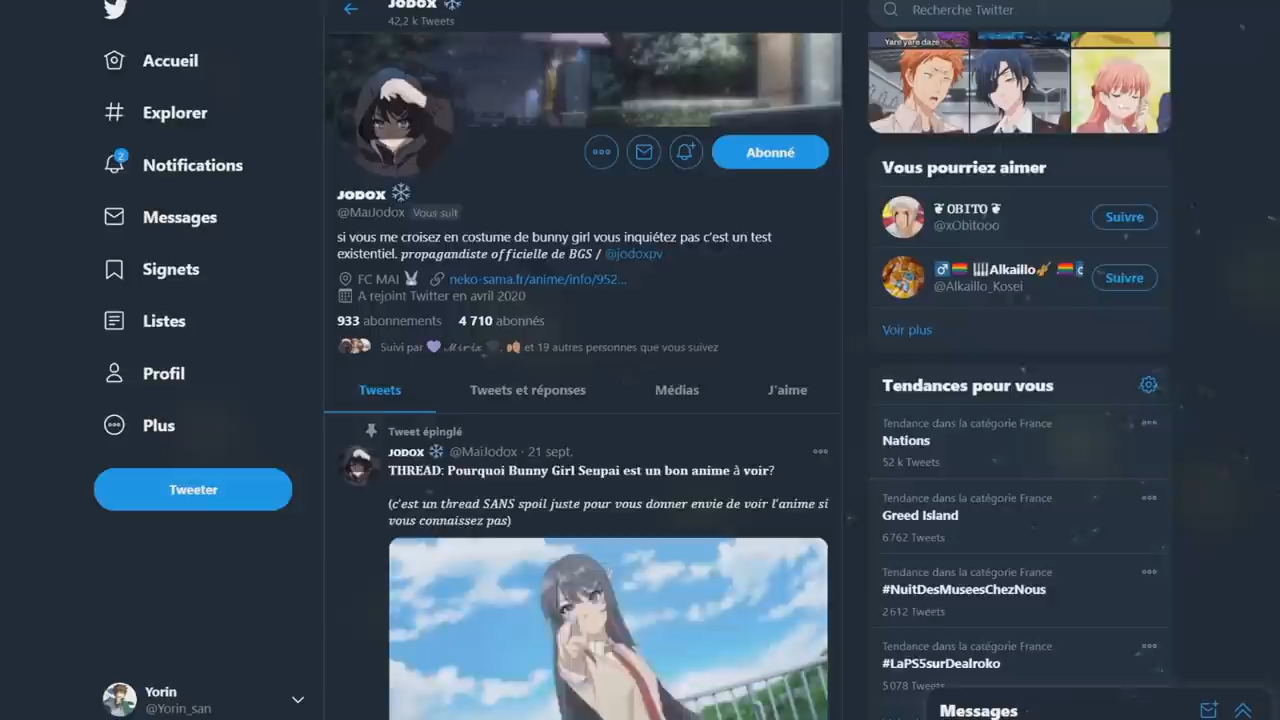 Accueil
Explorer
2
Notifications
Messages
Signets
Listes
Profil
Plus
Tweeter
Yorin
@Yorin_san
JODOX ❄
42,2 k Tweets
Abonné
JODOX ❄
@MaiJodox Vous suit
si vous me croisez en costume de bunny girl vous inquiétez pas c'est un test
existentiel. propagandiste officielle de BGS / @jodoxpv
FC MAI 🐰 neko-sama.fr/anime/info/952...
A rejoint Twitter en avril 2020
933 abonnements 4 710 abonnés
Suivi par 💜 𝓜𝓲𝓻𝓲𝔁 et 19 autres personnes que vous suivez
Tweets Tweets et réponses Médias J'aime
Tweet épinglé
JODOX ❄ @MaiJodox · 21 sept.
THREAD: Pourquoi Bunny Girl Senpai est un bon anime à voir?
(c'est un thread SANS spoil juste pour vous donner envie de voir l'anime si
vous connaissez pas)
Recherche Twitter
Yare yare daze
Vous pourriez aimer
❦ OBITO ❦
@xObitooo
Suivre
Alkaillo
@Alkaillo_Kosei
Suivre
Voir plus
Tendances pour vous
Tendance dans la catégorie France
Nations
52 k Tweets
Tendance dans la catégorie France
Greed Island
6 762 Tweets
Tendance dans la catégorie France
#NuitDesMuseesChezNous
2 612 Tweets
Tendance dans la catégorie France
#LaPS5surDealroko
5 078 Tweets
Messages